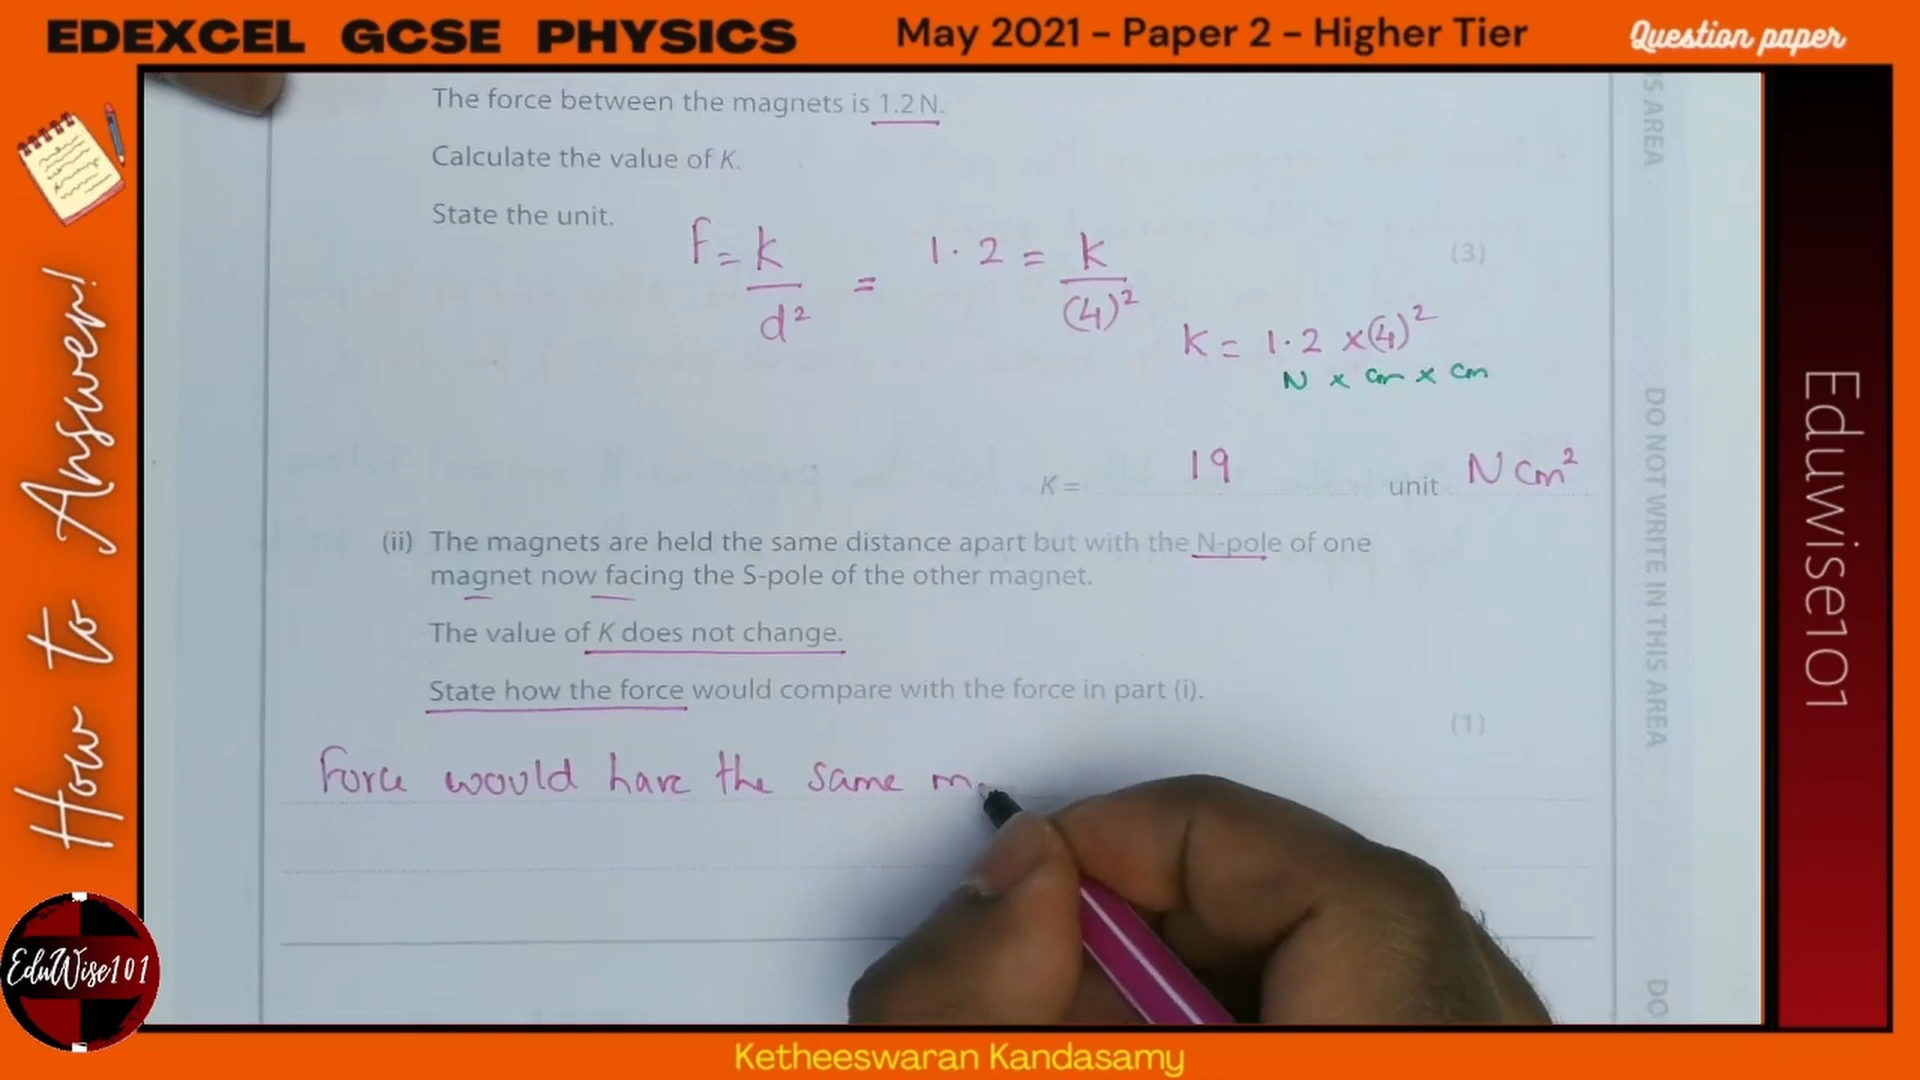 EDEXCEL GCSE PHYSICS
May 2021 – Paper 2 – Higher Tier
Question paper
How to Answer!
The force between the magnets is 1.2 N.
Calculate the value of K.
State the unit.
(3)
F = k / d² = 1.2 = k / (4)²
k = 1.2 × (4)²
N × cm × cm
K = 19 unit N cm²
(ii) The magnets are held the same distance apart but with the N-pole of one
magnet now facing the S-pole of the other magnet.
The value of K does not change.
State how the force would compare with the force in part (i).
(1)
Force would have the same
S AREA
DO NOT WRITE IN THIS AREA
DO
Eduwise101
EduWise101
Ketheeswaran Kandasamy